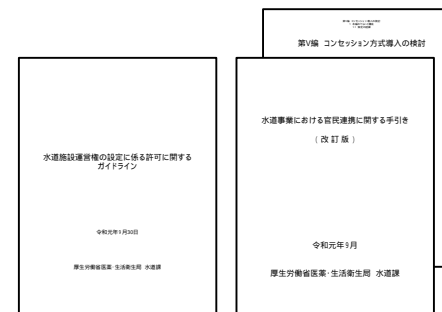 水道施設運営権の設定に係る許可に関する
ガイドライン
令和元年9月30日
厚生労働省医薬・生活衛生局 水道課
第Ⅴ編 コンセッション方式導入の検討
水道事業における官民連携に関する手引き
（改訂版）
令和元年9月
厚生労働省医薬・生活衛生局 水道課